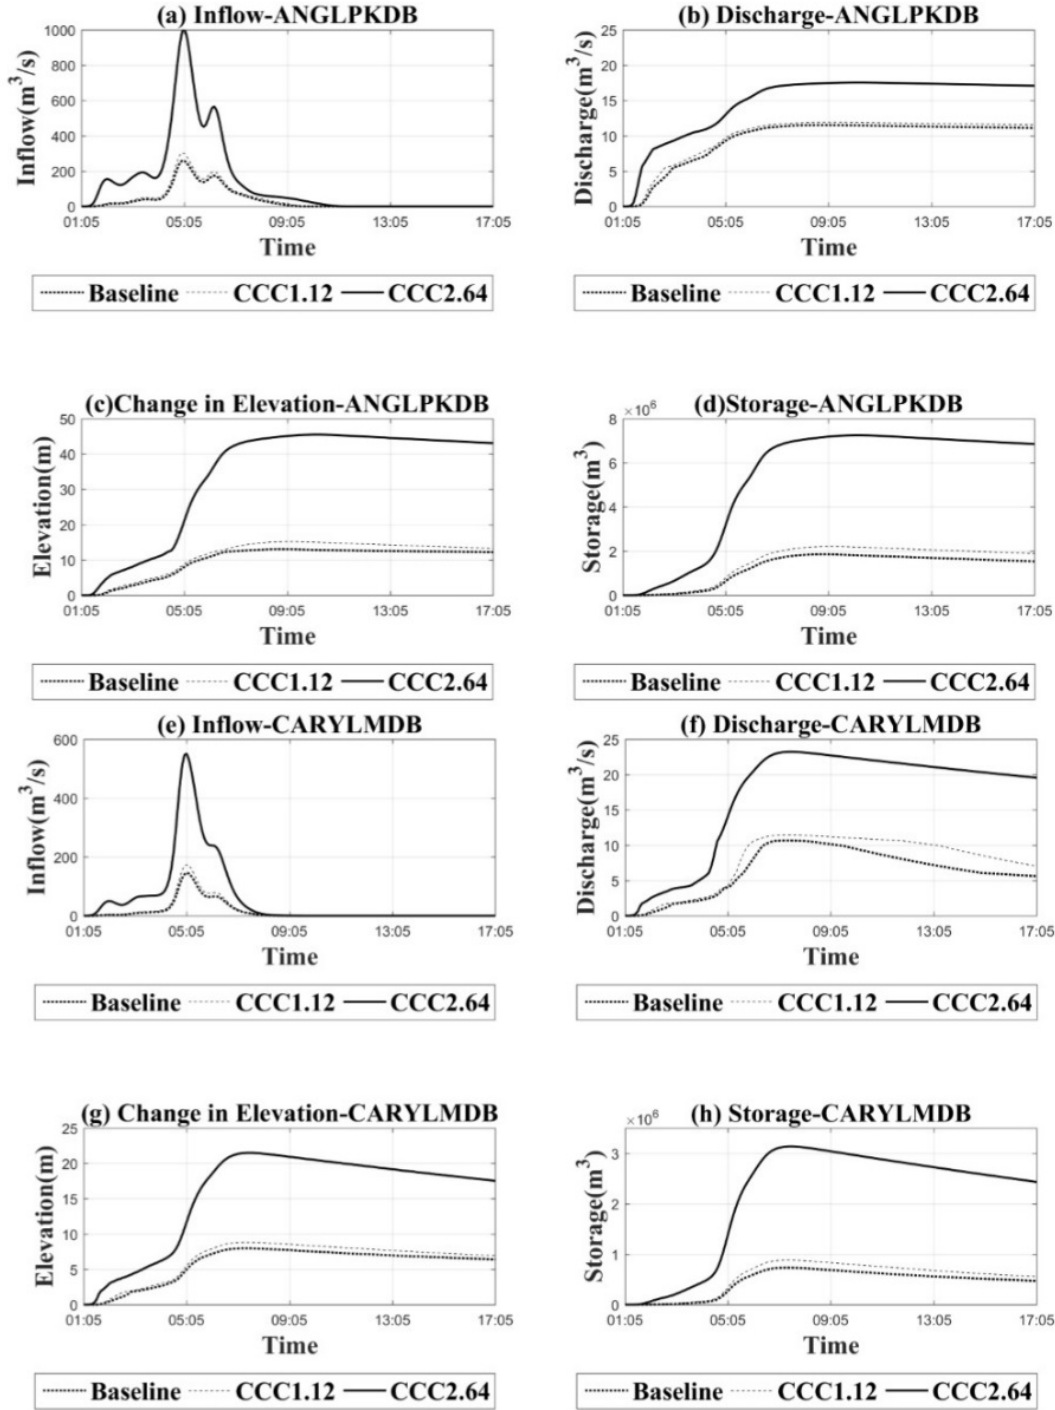 (a) Inflow-ANGLPKDB
1000
800
600
400
200
0
Inflow(m³/s)
01:05 05:05 09:05 13:05 17:05
Time
Baseline CCC1.12 CCC2.64
(b) Discharge-ANGLPKDB
25
20
15
10
5
0
Discharge(m³/s)
01:05 05:05 09:05 13:05 17:05
Time
Baseline CCC1.12 CCC2.64
(c)Change in Elevation-ANGLPKDB
50
40
30
20
10
0
Elevation(m)
01:05 05:05 09:05 13:05 17:05
Time
Baseline CCC1.12 CCC2.64
(d)Storage-ANGLPKDB
×10⁶
8
6
4
2
0
Storage(m³)
01:05 05:05 09:05 13:05 17:05
Time
Baseline CCC1.12 CCC2.64
(e) Inflow-CARYLMDB
600
400
200
0
Inflow(m³/s)
01:05 05:05 09:05 13:05 17:05
Time
Baseline CCC1.12 CCC2.64
(f) Discharge-CARYLMDB
25
20
15
10
5
0
Discharge(m³/s)
01:05 05:05 09:05 13:05 17:05
Time
Baseline CCC1.12 CCC2.64
(g) Change in Elevation-CARYLMDB
25
20
15
10
5
0
Elevation(m)
01:05 05:05 09:05 13:05 17:05
Time
Baseline CCC1.12 CCC2.64
(h) Storage-CARYLMDB
×10⁶
3
2
1
0
Storage(m³)
01:05 05:05 09:05 13:05 17:05
Time
Baseline CCC1.12 CCC2.64